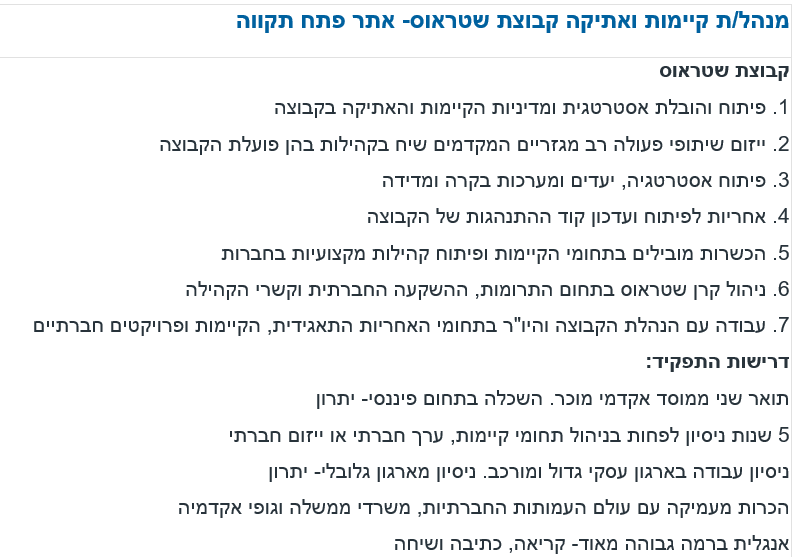 מנהל/ת קיימות ואתיקה קבוצת שטראוס- אתר פתח תקווה
קבוצת שטראוס
1. פיתוח והובלת אסטרטגית ומדיניות הקיימות והאתיקה בקבוצה
2. ייזום שיתופי פעולה רב מגזריים המקדמים שיח בקהילות בהן פועלת הקבוצה
3. פיתוח אסטרטגיה, יעדים ומערכות בקרה ומדידה
4. אחריות לפיתוח ועדכון קוד ההתנהגות של הקבוצה
5. הכשרות מובילים בתחומי הקיימות ופיתוח קהילות מקצועיות בחברות
6. ניהול קרן שטראוס בתחום התרומות, ההשקעה החברתית וקשרי הקהילה
7. עבודה עם הנהלת הקבוצה והיו"ר בתחומי האחריות התאגידית, הקיימות ופרויקטים חברתיים
דרישות התפקיד:
תואר שני ממוסד אקדמי מוכר. השכלה בתחום פיננסי- יתרון
5 שנות ניסיון לפחות בניהול תחומי קיימות, ערך חברתי או ייזום חברתי
ניסיון עבודה בארגון עסקי גדול ומורכב. ניסיון מארגון גלובלי- יתרון
הכרות מעמיקה עם עולם העמותות החברתיות, משרדי ממשלה וגופי אקדמיה
אנגלית ברמה גבוהה מאוד- קריאה, כתיבה ושיחה